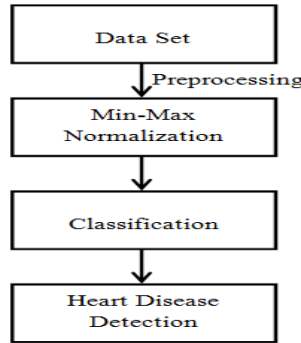 Data Set
Preprocessing
Min-Max
Normalization
Classification
Heart Disease
Detection